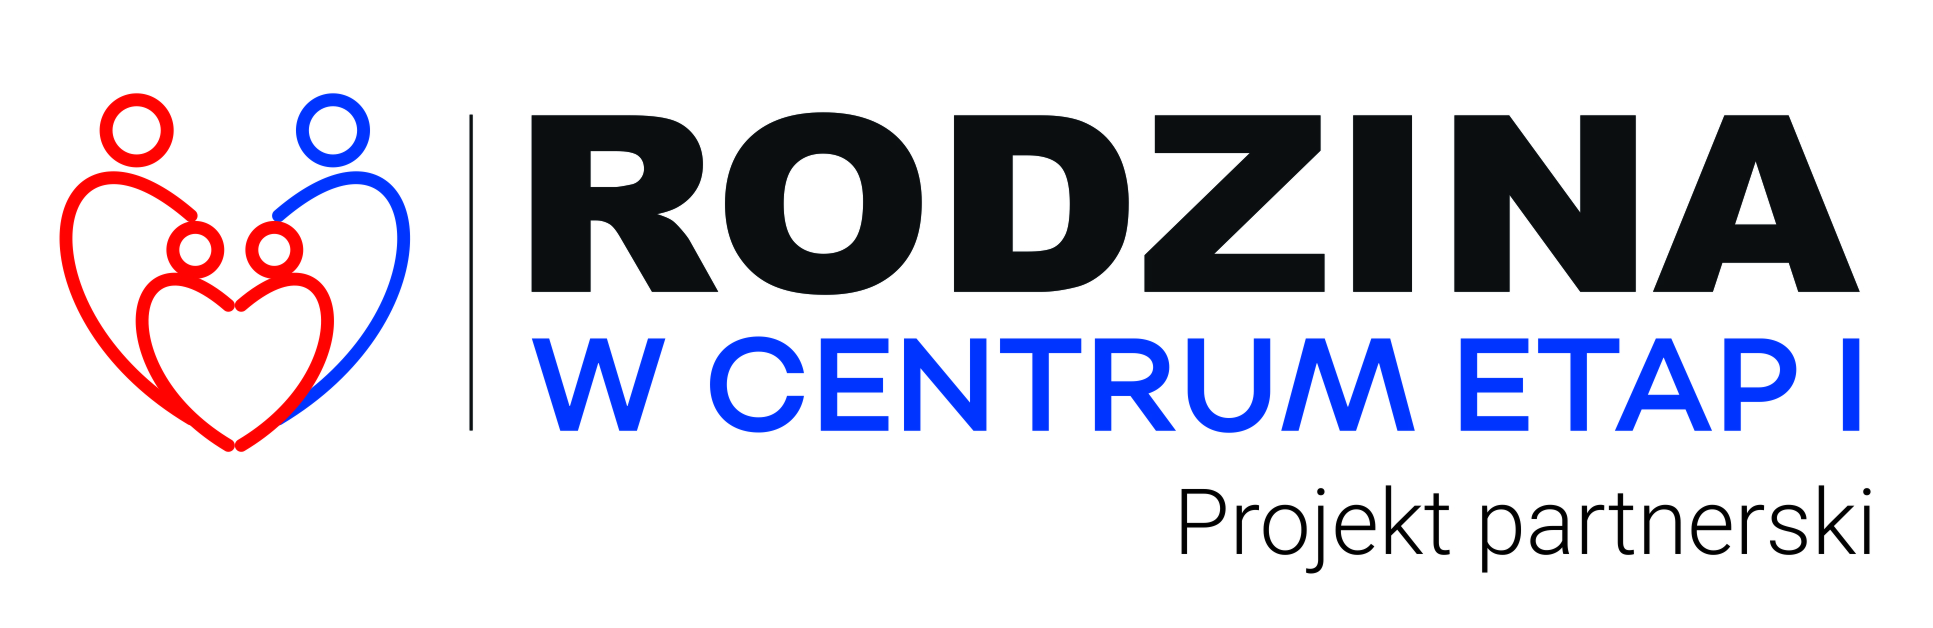 RODZINA
W CENTRUM ETAP I
Projekt partnerski